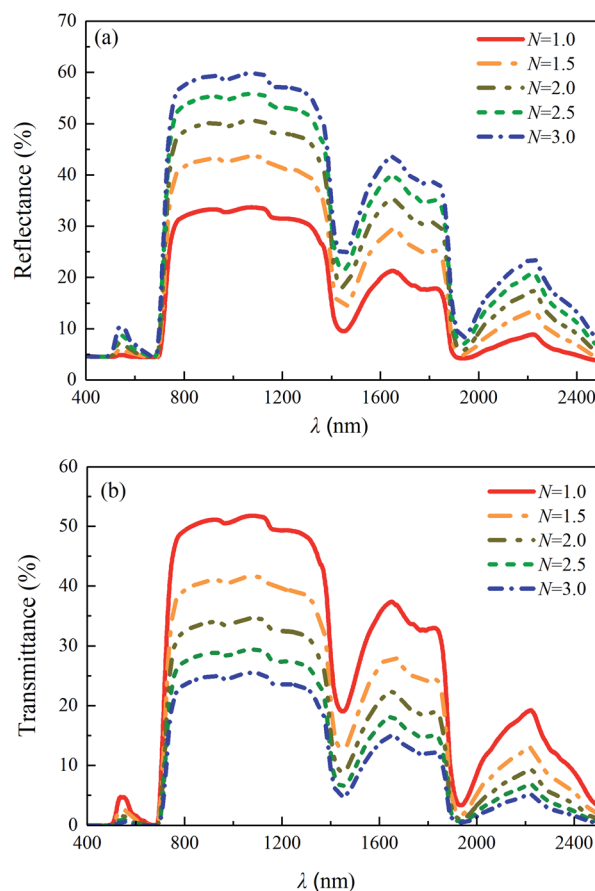 (a)
N=1.0
N=1.5
N=2.0
N=2.5
N=3.0
70
60
50
40
30
20
10
0
Reflectance (%)
400 800 1200 1600 2000 2400
λ (nm)
(b)
N=1.0
N=1.5
N=2.0
N=2.5
N=3.0
60
50
40
30
20
10
0
Transmittance (%)
400 800 1200 1600 2000 2400
λ (nm)